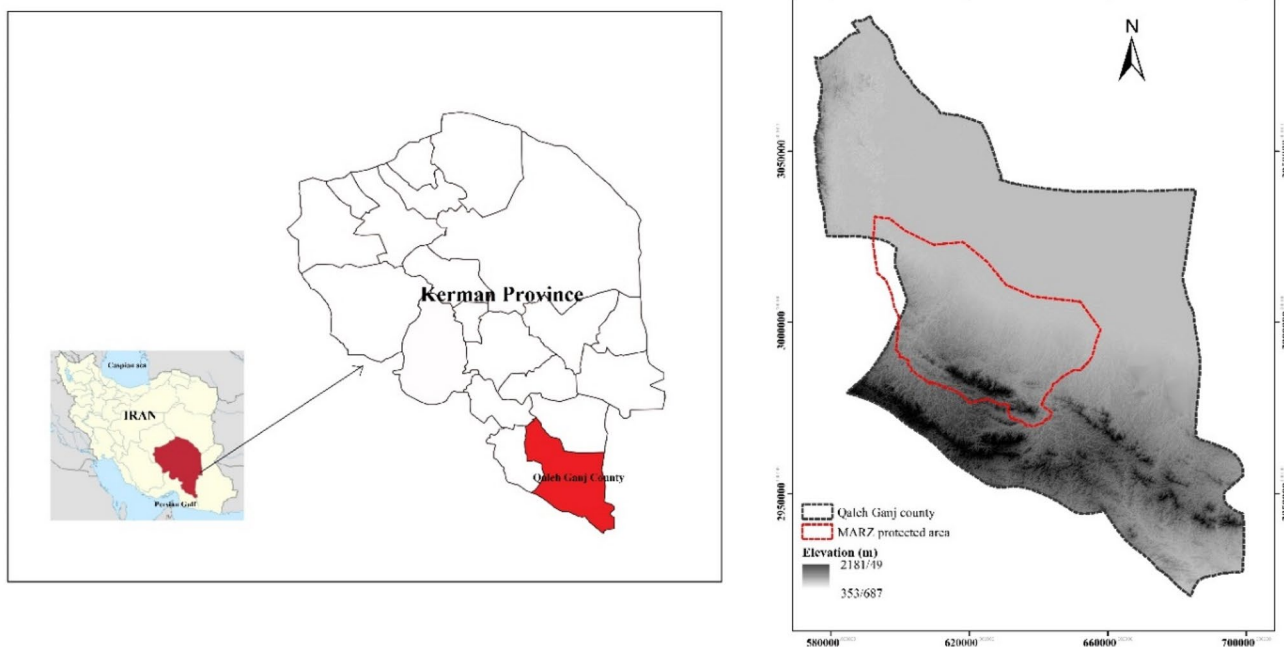 Kerman Province
Caspian sea
IRAN
Persian Gulf
Qaleh Ganj County
N
3050000
3000000
2950000
Qaleh Ganj county
MARZ protected area
Elevation (m)
2181/49
353/687
580000
620000
660000
700000